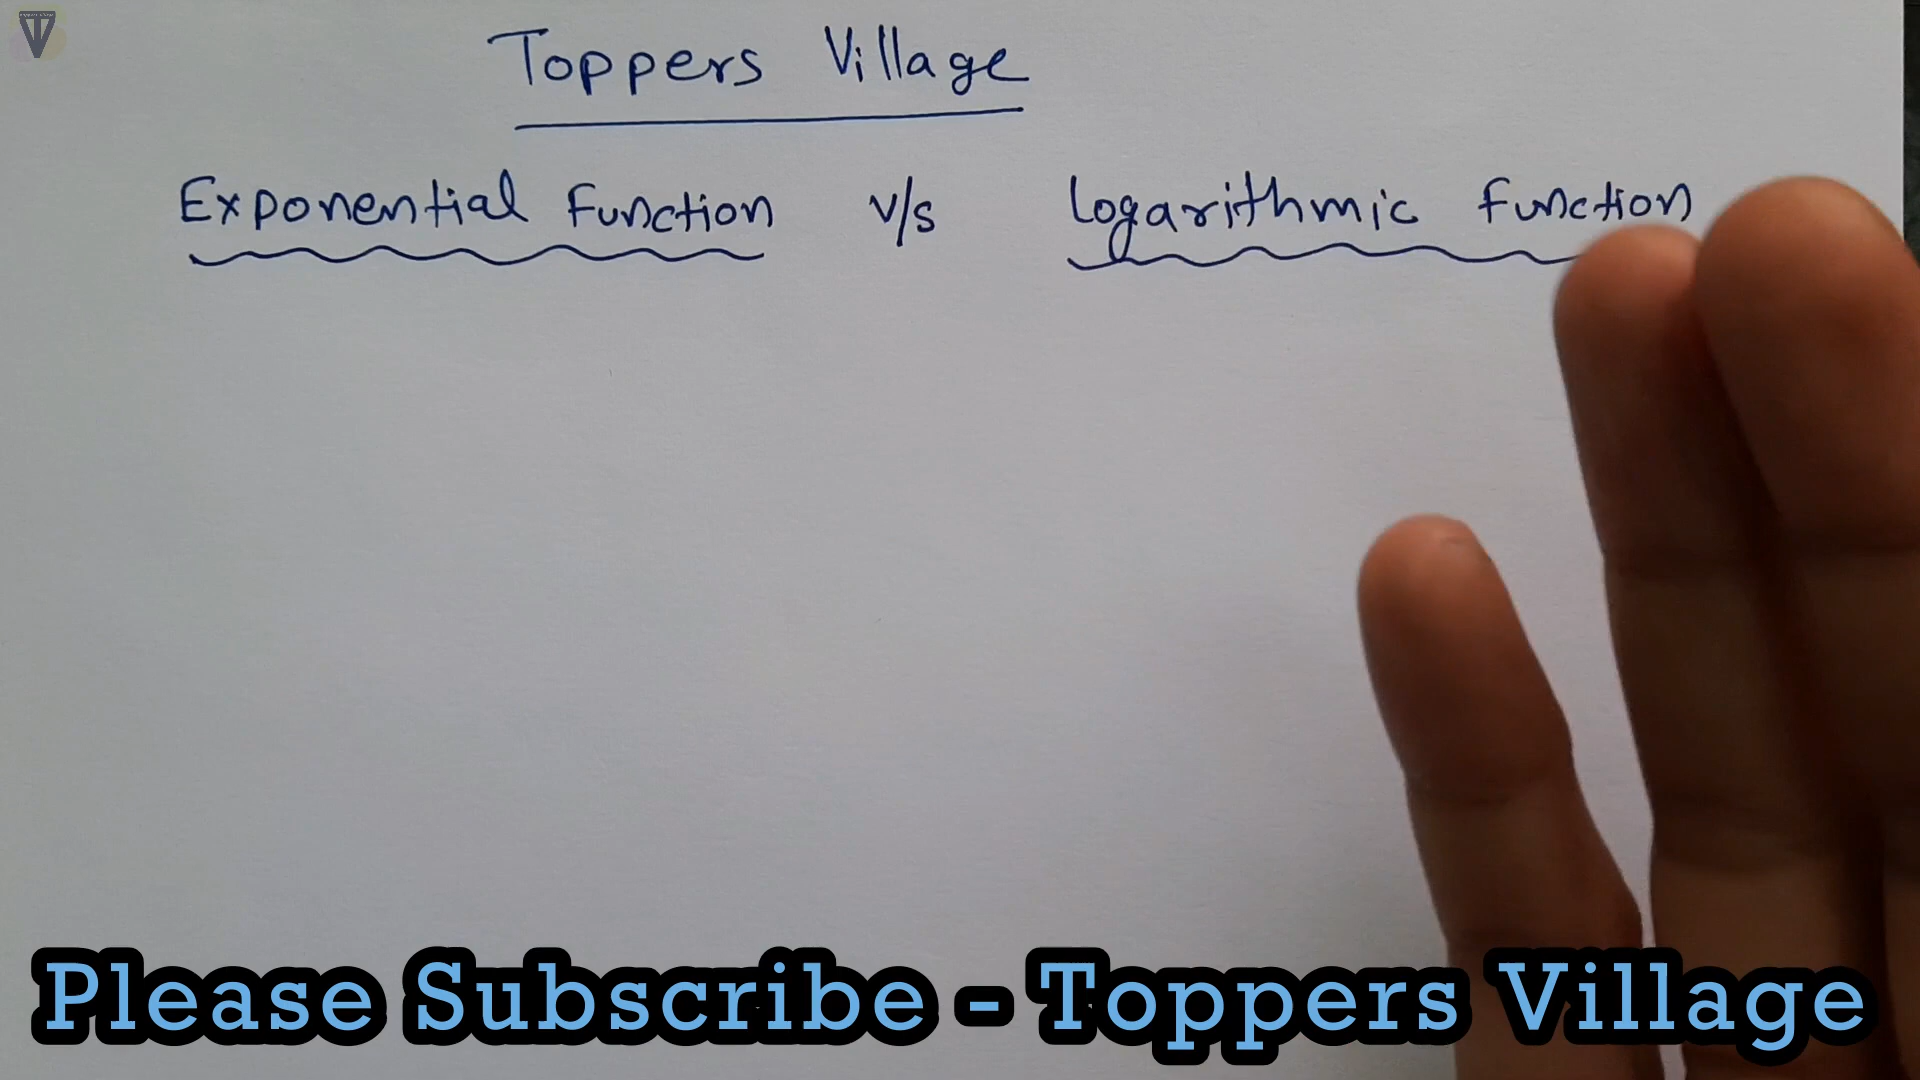 Toppers Village
Exponential Function v/s Logarithmic Function
Please Subscribe - Toppers Village